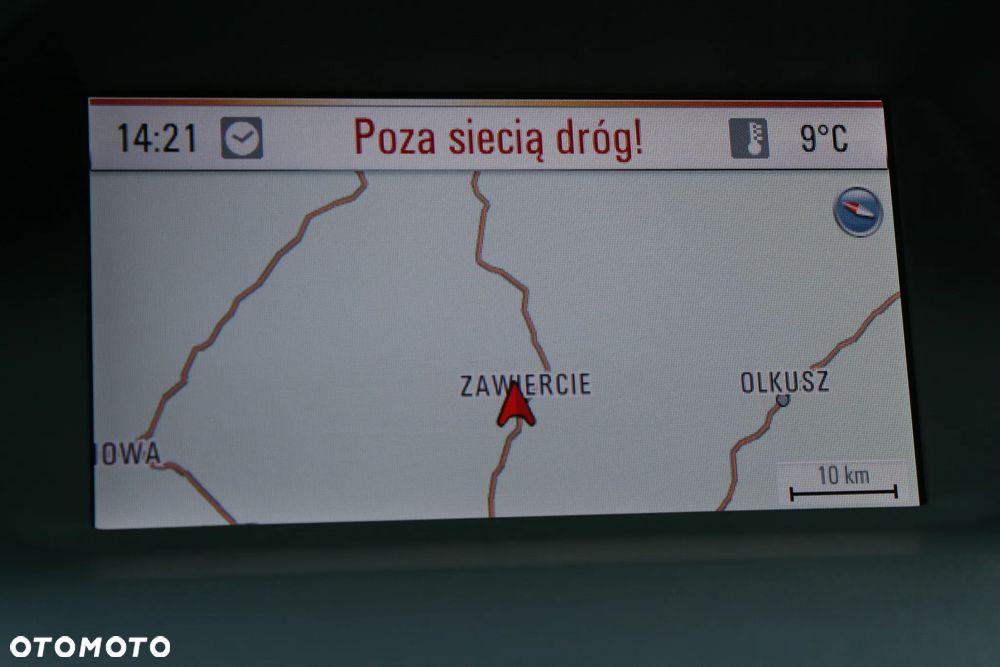 14:21 Poza siecią dróg! 9°C
ZAWIERCIE OLKUSZ
IOWA
10 km
OTOMOTO